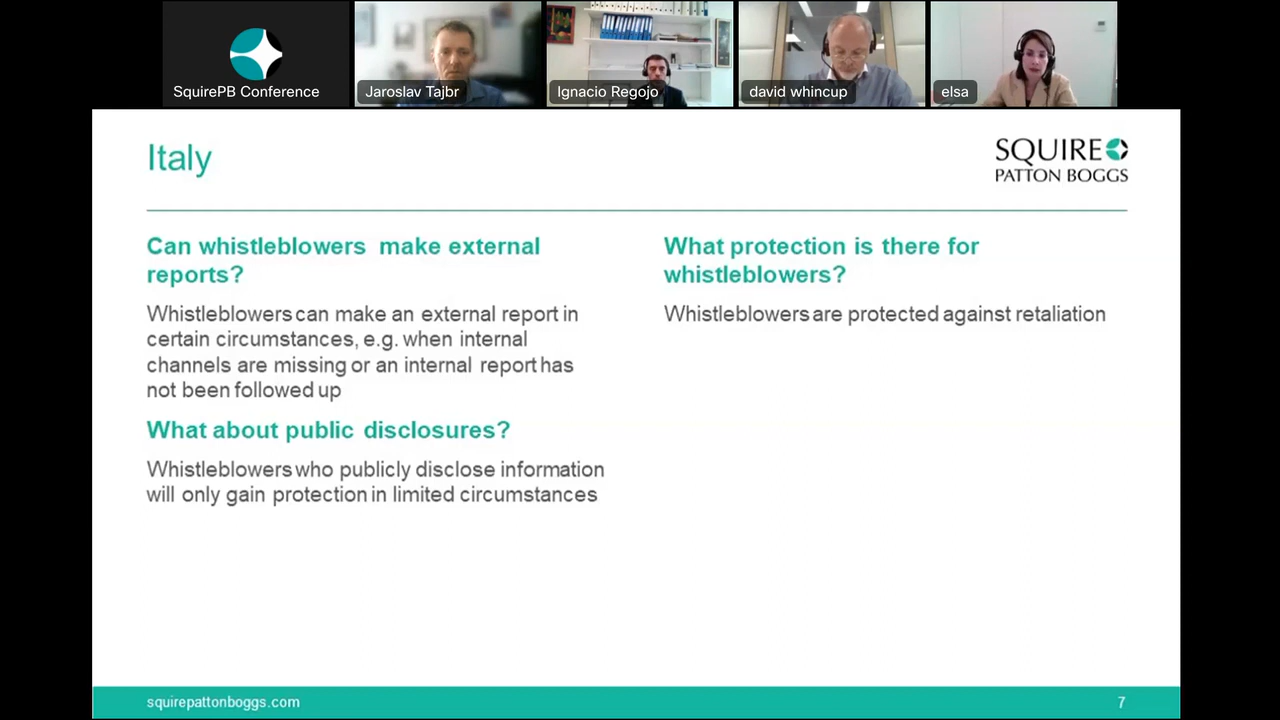 SquirePB Conference
Jaroslav Tajbr
Ignacio Regojo
david whincup
elsa
Italy
SQUIRE
PATTON BOGGS
Can whistleblowers make external
reports?
Whistleblowers can make an external report in
certain circumstances, e.g. when internal
channels are missing or an internal report has
not been followed up
What about public disclosures?
Whistleblowers who publicly disclose information
will only gain protection in limited circumstances
What protection is there for
whistleblowers?
Whistleblowers are protected against retaliation
squirepattonboggs.com
7